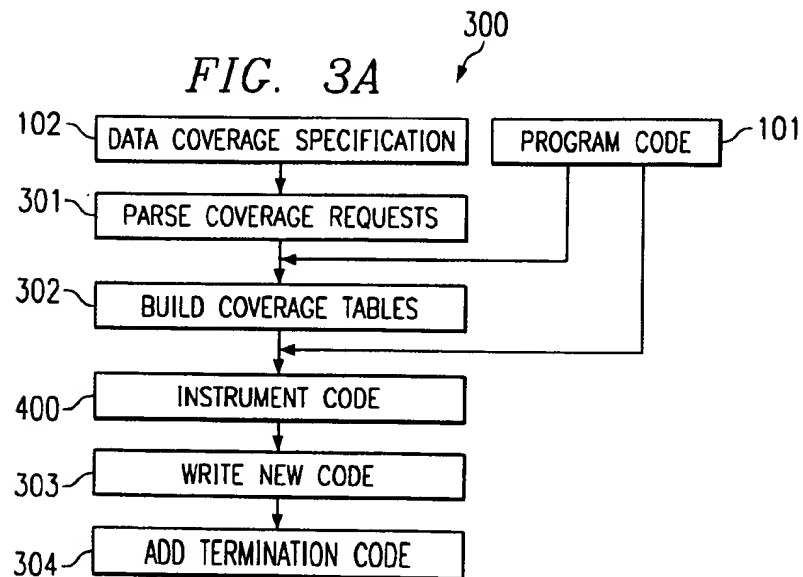 300
FIG. 3A
102 DATA COVERAGE SPECIFICATION PROGRAM CODE 101
301 PARSE COVERAGE REQUESTS
302 BUILD COVERAGE TABLES
400 INSTRUMENT CODE
303 WRITE NEW CODE
304 ADD TERMINATION CODE